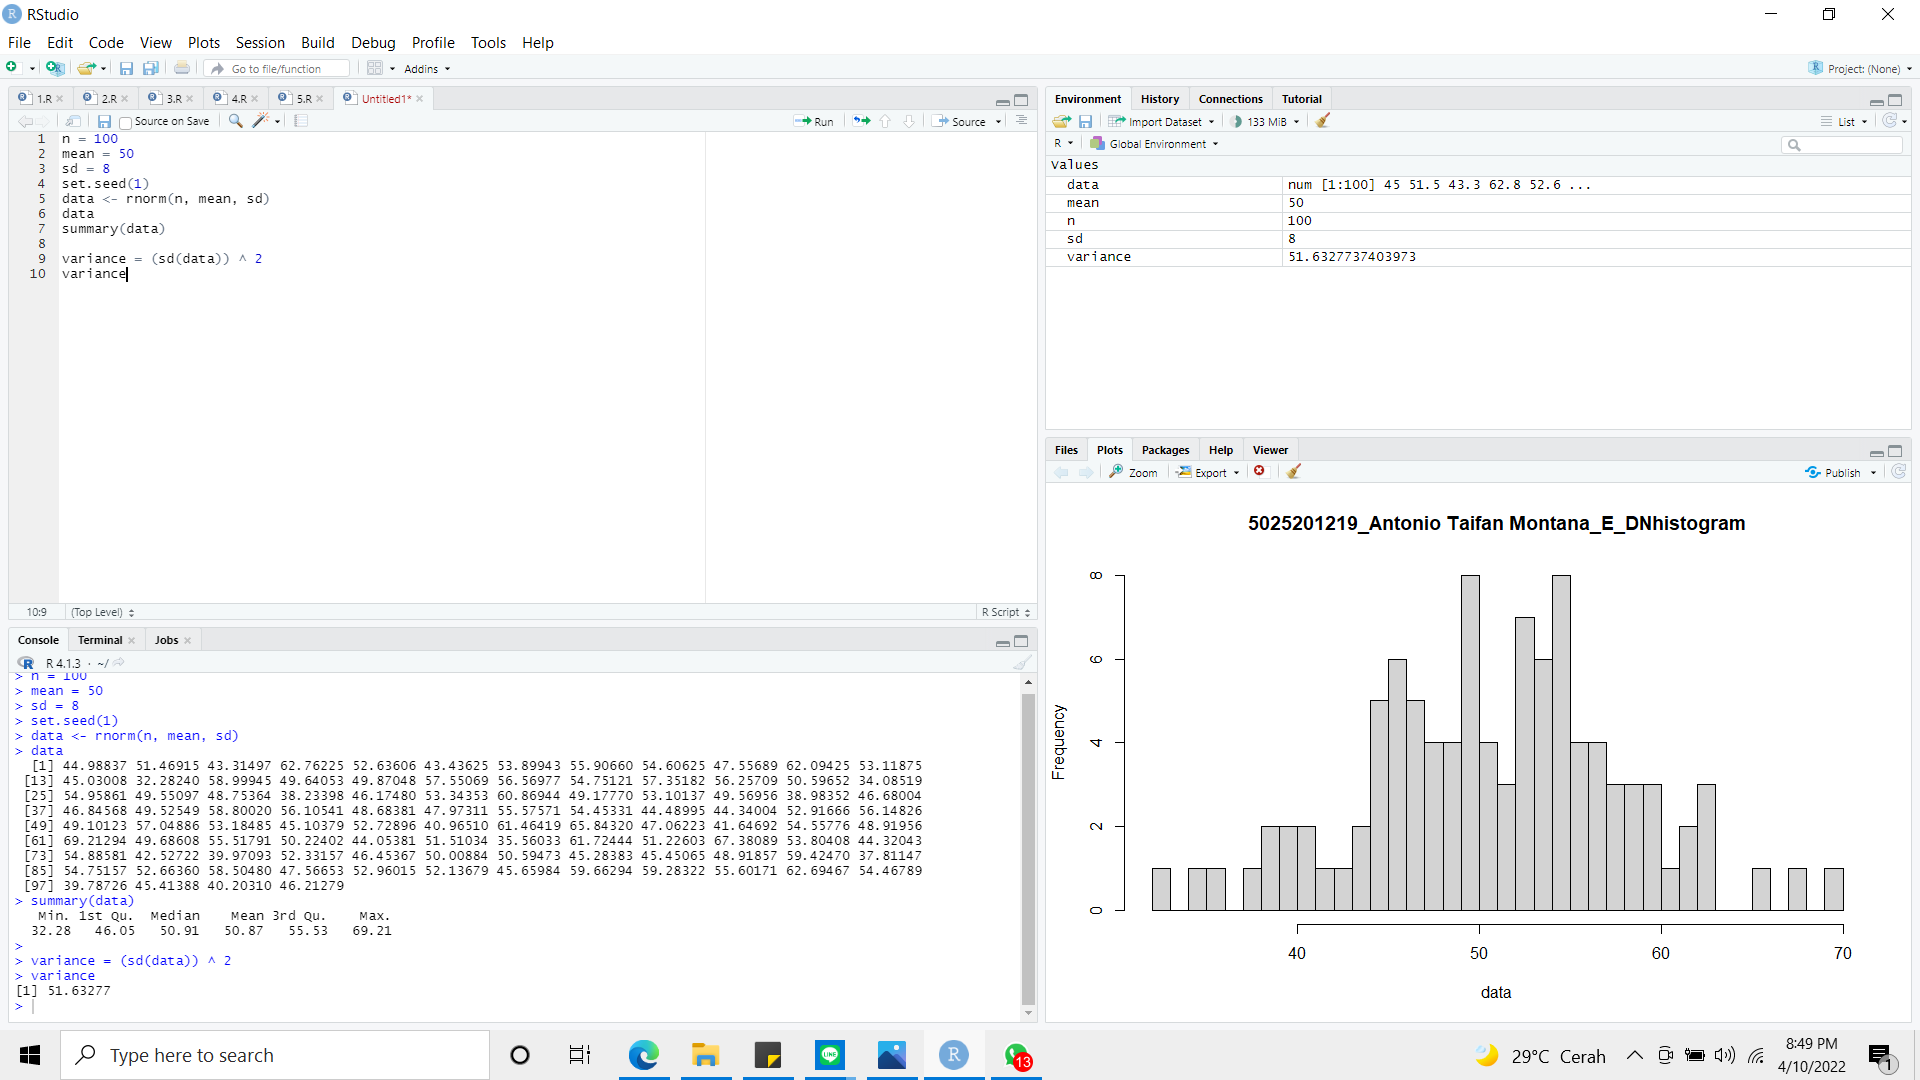 RStudio
File Edit Code View Plots Session Build Debug Profile Tools Help
Go to file/function Addins Project: (None)
1.R 2.R 3.R 4.R 5.R Untitled1*
Source on Save Run Source
1 n = 100
2 mean = 50
3 sd = 8
4 set.seed(1)
5 data <- rnorm(n, mean, sd)
6 data
7 summary(data)
8
9 variance = (sd(data)) ^ 2
10 variance
10:9 (Top Level) R Script
Console Terminal Jobs
R 4.1.3 · ~/
> n = 100
> mean = 50
> sd = 8
> set.seed(1)
> data <- rnorm(n, mean, sd)
> data
[1] 44.98837 51.46915 43.31497 62.76225 52.63606 43.43625 53.89943 55.90660 54.60625 47.55689 62.09425 53.11875
[13] 45.03008 32.28240 58.99945 49.64053 49.87048 57.55069 56.56977 54.75121 57.35182 56.25709 50.59652 34.08519
[25] 54.95861 49.55097 48.75364 38.23398 46.17480 53.34353 60.86944 49.17770 53.10137 49.56956 38.98352 46.68004
[37] 46.84568 49.52549 58.80020 56.10541 48.68381 47.97311 55.57571 54.45331 44.48995 44.34004 52.91666 56.14826
[49] 49.10123 57.04886 53.18485 45.10379 52.72896 40.96510 61.46419 65.84320 47.06223 41.64692 54.55776 48.91956
[61] 69.21294 49.68608 55.51791 50.22402 44.05381 51.51034 35.56033 61.72444 51.22603 67.38089 53.80408 44.32043
[73] 54.88581 42.52722 39.97093 52.33157 46.45367 50.00884 50.59473 45.28383 45.45065 48.91857 59.42470 37.81147
[85] 54.75157 52.66360 58.50480 47.56653 52.96015 52.13679 45.65984 59.66294 59.28322 55.60171 62.69467 54.46789
[97] 39.78726 45.41388 40.20310 46.21279
> summary(data)
Min. 1st Qu. Median Mean 3rd Qu. Max.
32.28 46.05 50.91 50.87 55.53 69.21
>
> variance = (sd(data)) ^ 2
> variance
[1] 51.63277
>
Environment History Connections Tutorial
Import Dataset 133 MiB List
R Global Environment
Values
data num [1:100] 45 51.5 43.3 62.8 52.6 ...
mean 50
n 100
sd 8
variance 51.6327737403973
Files Plots Packages Help Viewer
Zoom Export Publish
5025201219_Antonio Taifan Montana_E_DNhistogram
Frequency
8
6
4
2
0
40 50 60 70
data
Type here to search
LINE
R
13
29°C Cerah
8:49 PM
4/10/2022
1